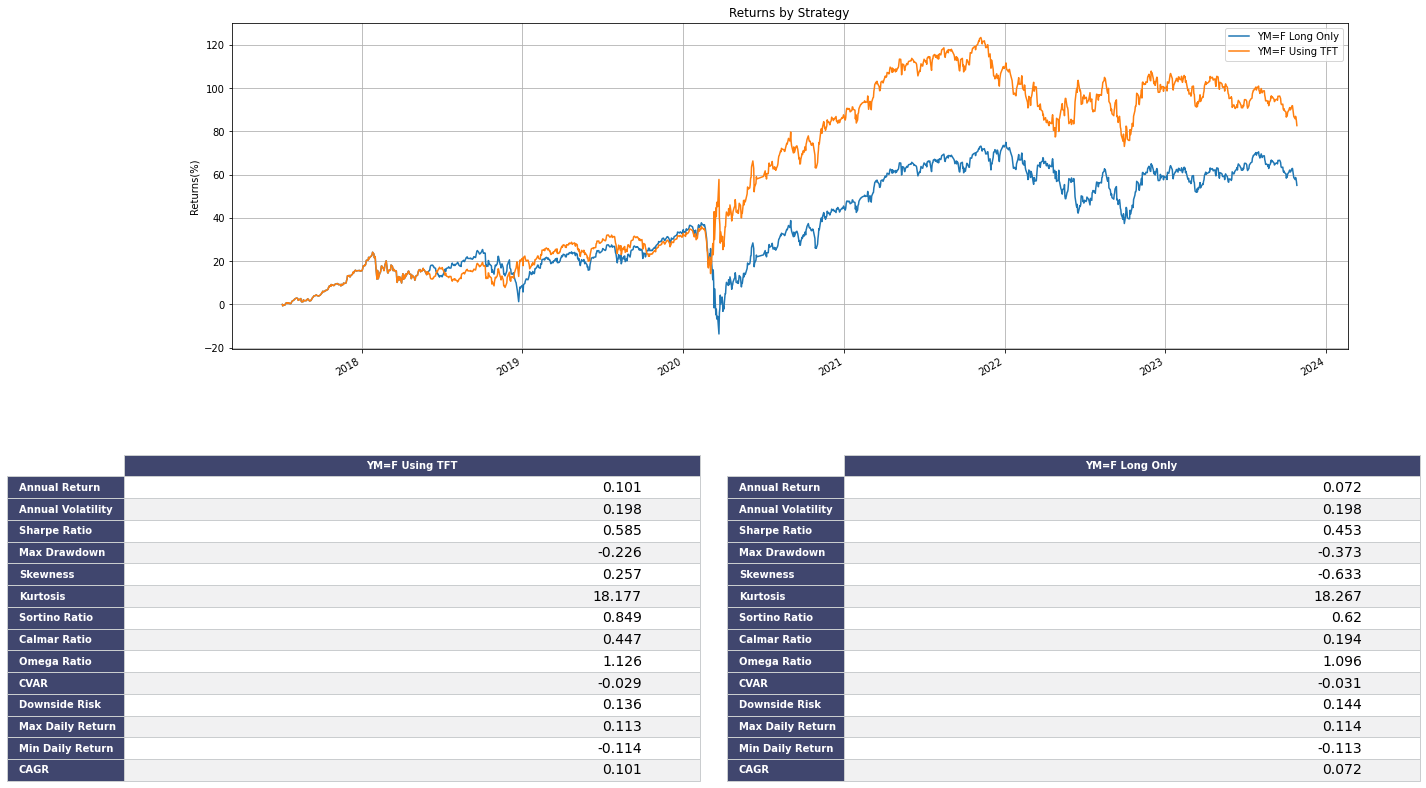 Returns by Strategy
YM=F Long Only
YM=F Using TFT
Returns(%)
120
100
80
60
40
20
0
−20
2018
2019
2020
2021
2022
2023
2024
YM=F Using TFT
Annual Return 0.101
Annual Volatility 0.198
Sharpe Ratio 0.585
Max Drawdown -0.226
Skewness 0.257
Kurtosis 18.177
Sortino Ratio 0.849
Calmar Ratio 0.447
Omega Ratio 1.126
CVAR -0.029
Downside Risk 0.136
Max Daily Return 0.113
Min Daily Return -0.114
CAGR 0.101
YM=F Long Only
Annual Return 0.072
Annual Volatility 0.198
Sharpe Ratio 0.453
Max Drawdown -0.373
Skewness -0.633
Kurtosis 18.267
Sortino Ratio 0.62
Calmar Ratio 0.194
Omega Ratio 1.096
CVAR -0.031
Downside Risk 0.144
Max Daily Return 0.114
Min Daily Return -0.113
CAGR 0.072